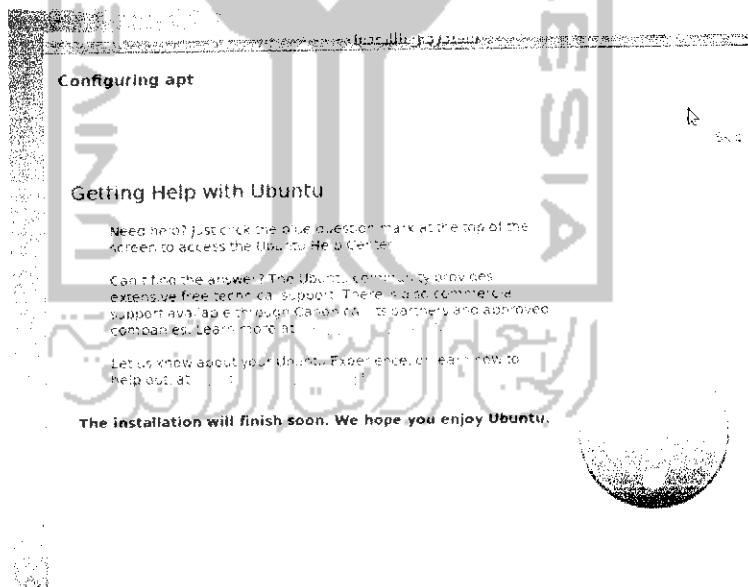 Installing system
Configuring apt
Skip
Getting Help with Ubuntu
Need help? Just click the blue question mark at the top of the
screen to access the Ubuntu Help Center
Can't find the answer? The Ubuntu community provides
extensive free technical support. There is also commercial
support available through Canonical, its partners and approved
companies. Learn more at
Let us know about your Ubuntu Experience, or learn how to
help out, at
The installation will finish soon. We hope you enjoy Ubuntu.